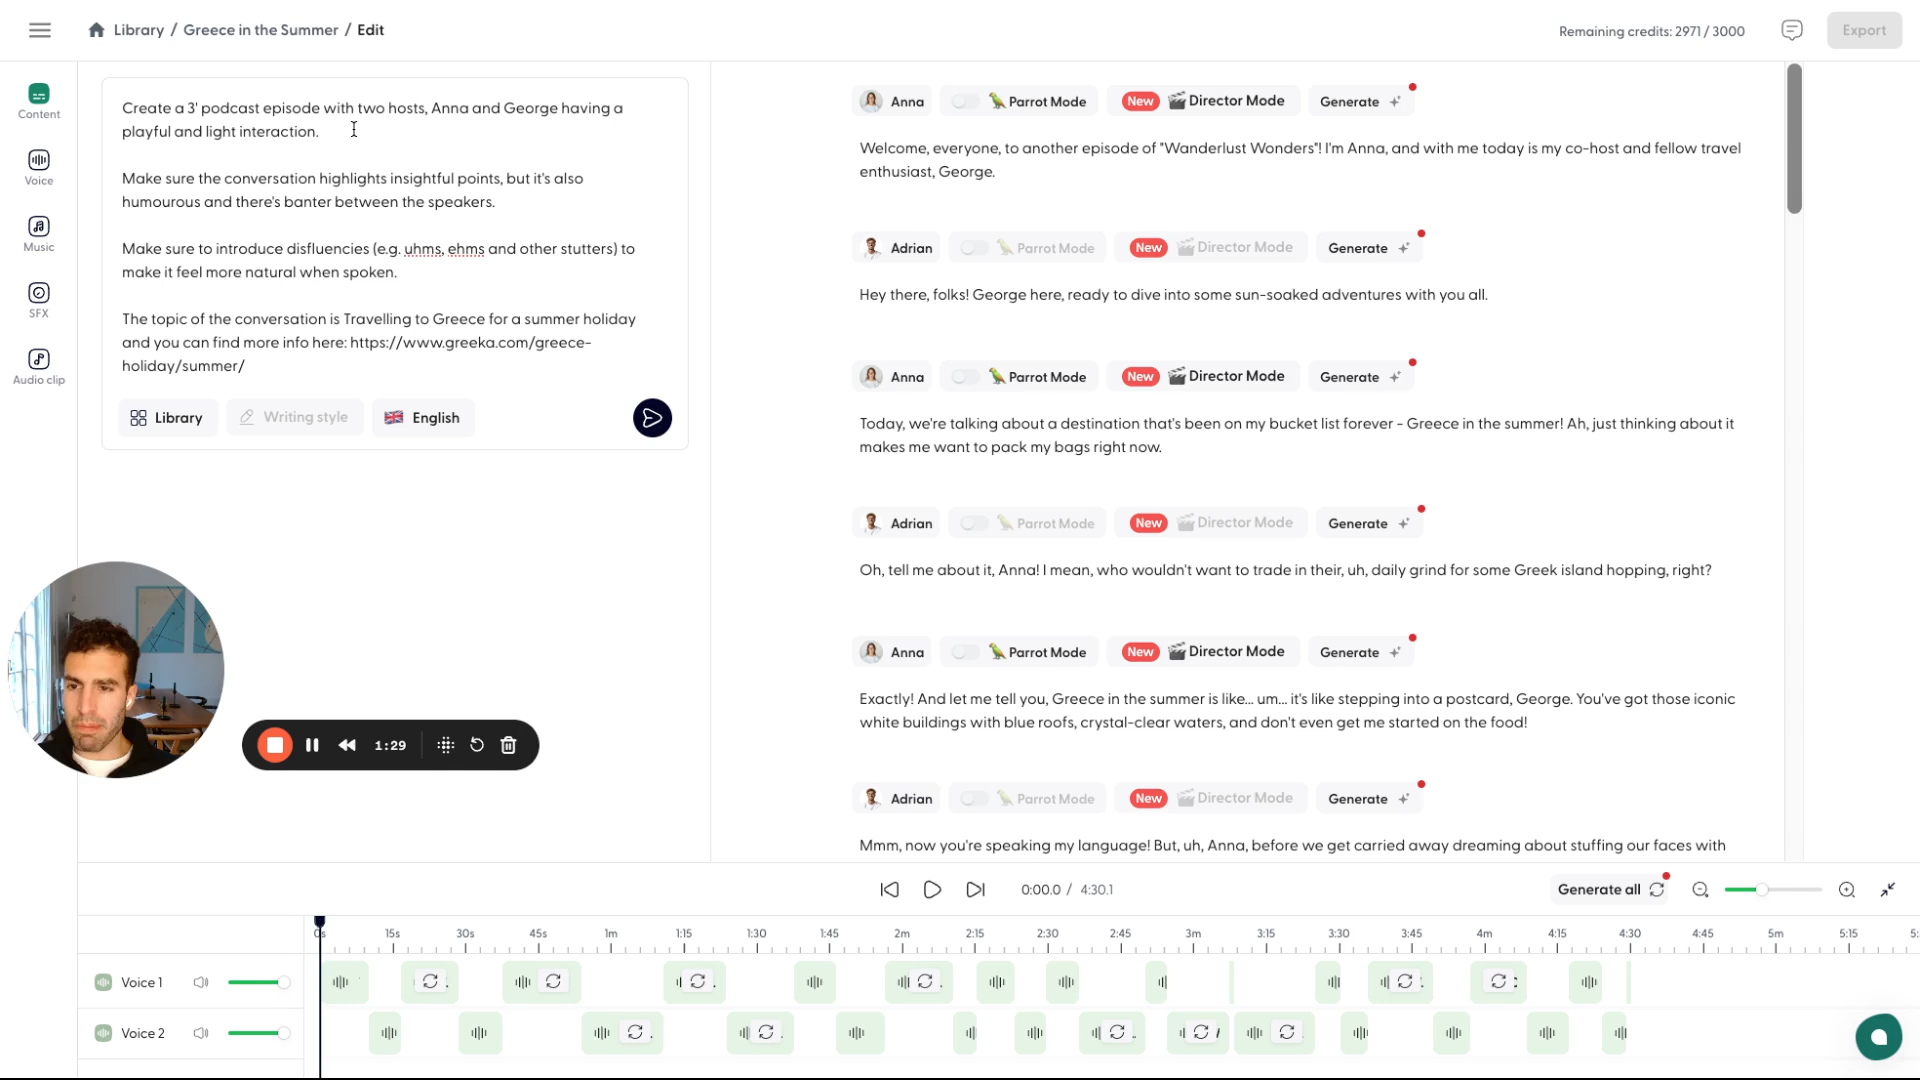 Library / Greece in the Summer / Edit
Remaining credits: 2971 / 3000
Export
Content
Voice
Music
SFX
Audio clip
Create a 3' podcast episode with two hosts, Anna and George having a
playful and light interaction.
Make sure the conversation highlights insightful points, but it's also
humourous and there's banter between the speakers.
Make sure to introduce disfluencies (e.g. uhms, ehms and other stutters) to
make it feel more natural when spoken.
The topic of the conversation is Travelling to Greece for a summer holiday
and you can find more info here: https://www.greeka.com/greece-
holiday/summer/
Library
Writing style
English
1:29
Anna Parrot Mode New Director Mode Generate
Welcome, everyone, to another episode of "Wanderlust Wonders"! I'm Anna, and with me today is my co-host and fellow travel
enthusiast, George.
Adrian Parrot Mode New Director Mode Generate
Hey there, folks! George here, ready to dive into some sun-soaked adventures with you all.
Anna Parrot Mode New Director Mode Generate
Today, we're talking about a destination that's been on my bucket list forever - Greece in the summer! Ah, just thinking about it
makes me want to pack my bags right now.
Adrian Parrot Mode New Director Mode Generate
Oh, tell me about it, Anna! I mean, who wouldn't want to trade in their, uh, daily grind for some Greek island hopping, right?
Anna Parrot Mode New Director Mode Generate
Exactly! And let me tell you, Greece in the summer is like... um... it's like stepping into a postcard, George. You've got those iconic
white buildings with blue roofs, crystal-clear waters, and don't even get me started on the food!
Adrian Parrot Mode New Director Mode Generate
Mmm, now you're speaking my language! But, uh, Anna, before we get carried away dreaming about stuffing our faces with
0:00.0 / 4:30.1
Generate all
0s 15s 30s 45s 1m 1:15 1:30 1:45 2m 2:15 2:30 2:45 3m 3:15 3:30 3:45 4m 4:15 4:30 4:45 5m 5:15
Voice 1
Voice 2